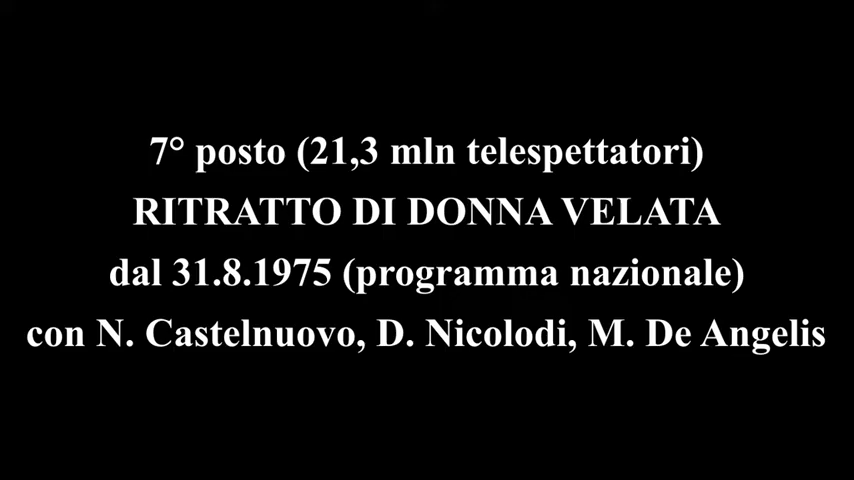 7° posto (21,3 mln telespettatori)
RITRATTO DI DONNA VELATA
dal 31.8.1975 (programma nazionale)
con N. Castelnuovo, D. Nicolodi, M. De Angelis